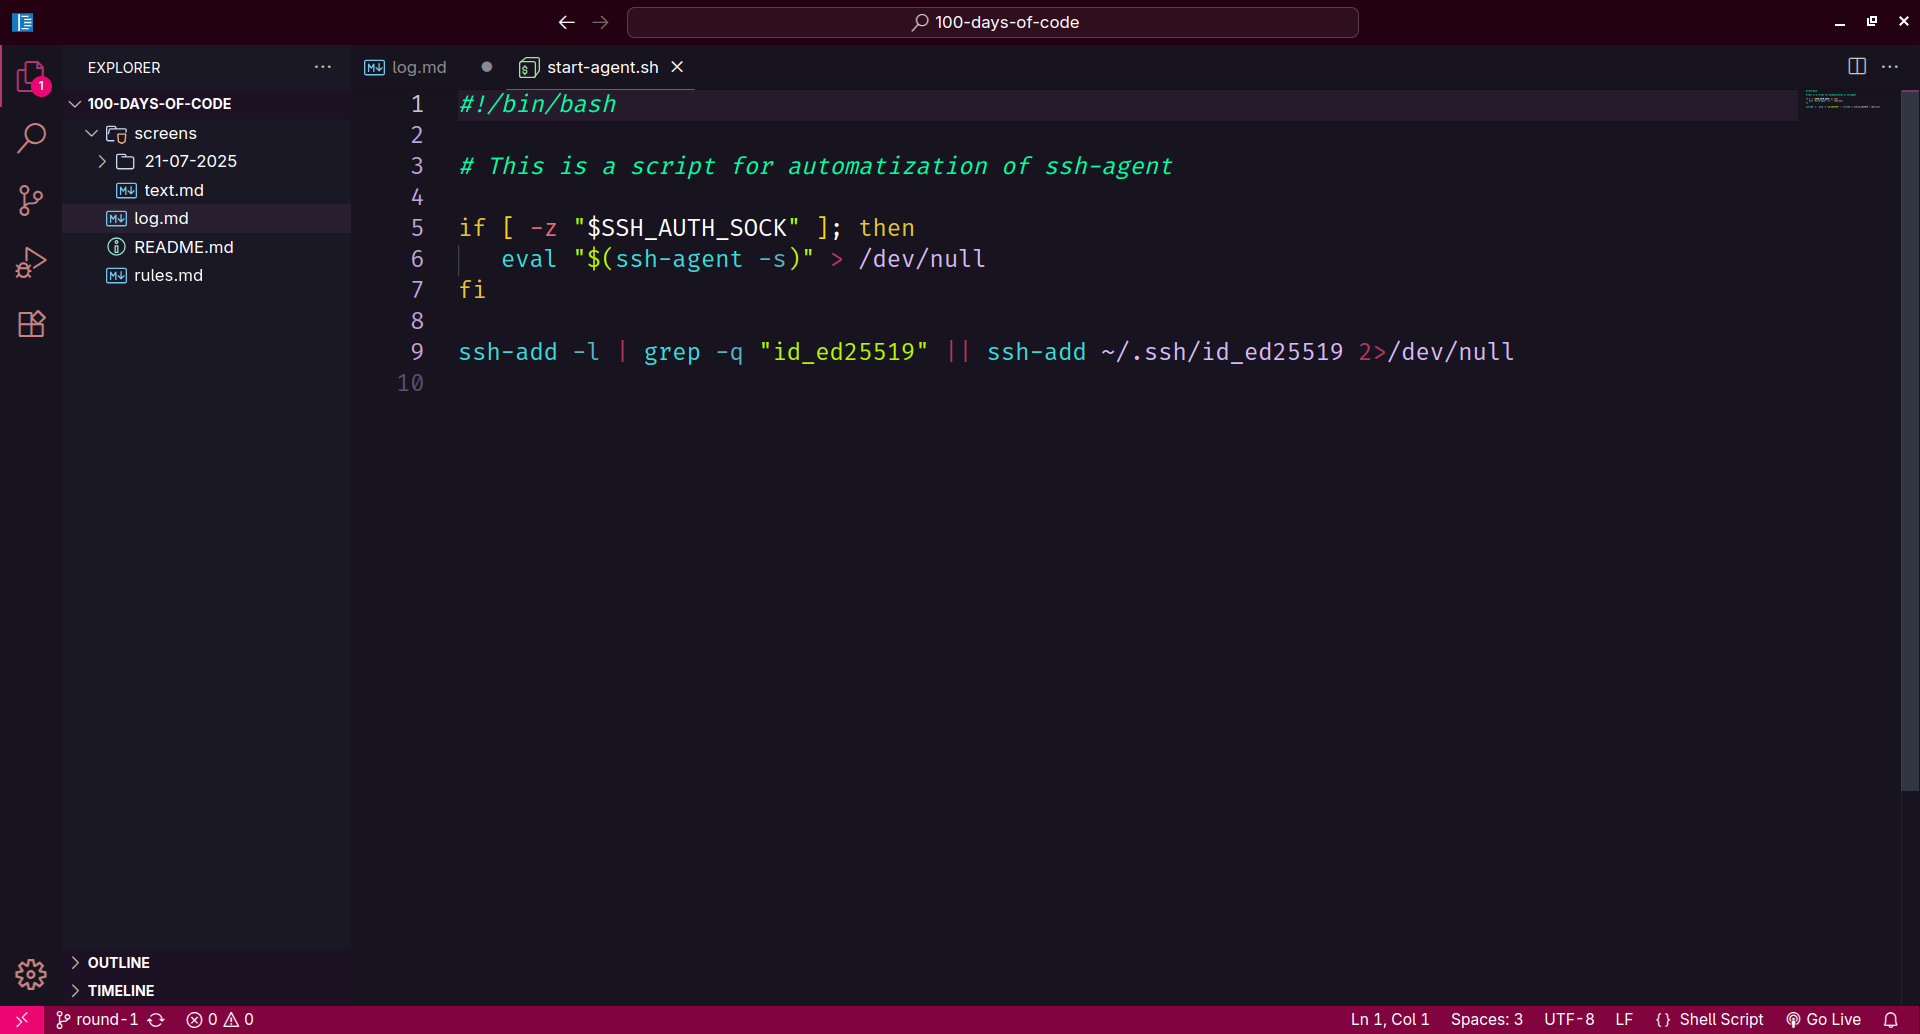 100-days-of-code
EXPLORER
1
100-DAYS-OF-CODE
screens
21-07-2025
text.md
log.md
README.md
rules.md
OUTLINE
TIMELINE
log.md
start-agent.sh
1 #!/bin/bash
2
3 # This is a script for automatization of ssh-agent
4
5 if [ -z "$SSH_AUTH_SOCK" ]; then
6 eval "$(ssh-agent -s)" > /dev/null
7 fi
8
9 ssh-add -l | grep -q "id_ed25519" || ssh-add ~/.ssh/id_ed25519 2>/dev/null
10
round-1 0 0
Ln 1, Col 1 Spaces: 3 UTF-8 LF {} Shell Script Go Live